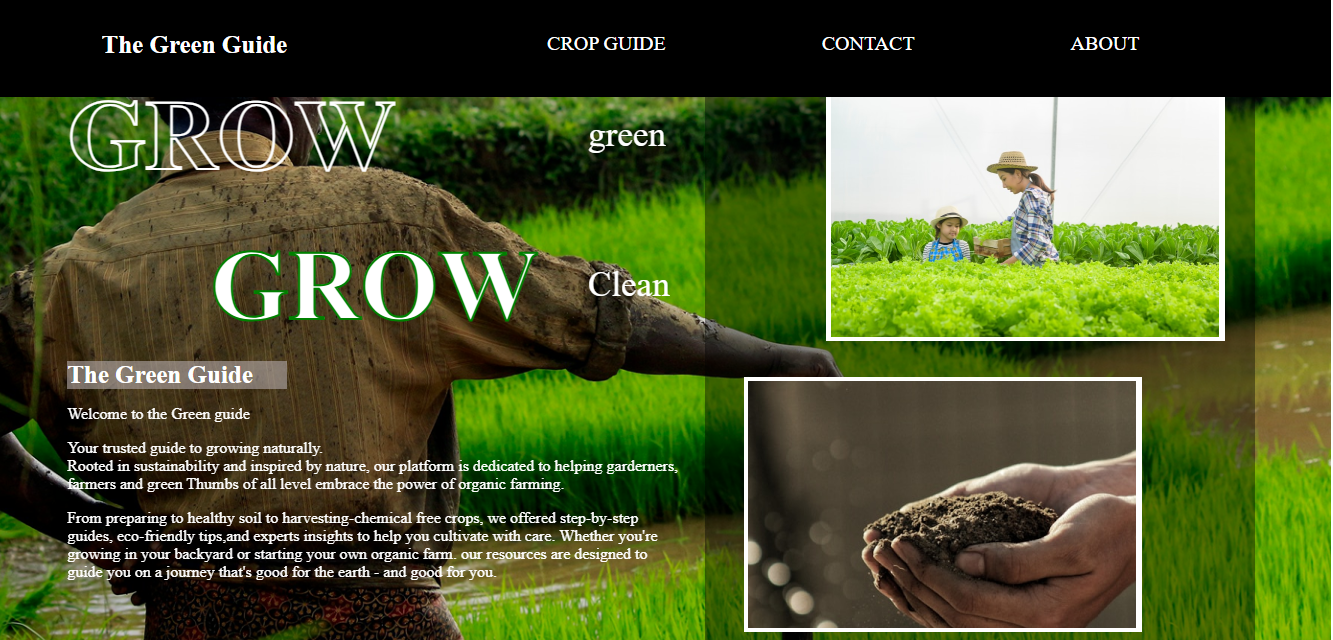 The Green Guide
CROP GUIDE
CONTACT
ABOUT
GROW
green
GROW
Clean
The Green Guide
Welcome to the Green guide
Your trusted guide to growing naturally.
Rooted in sustainability and inspired by nature, our platform is dedicated to helping garderners,
farmers and green Thumbs of all level embrace the power of organic farming.
From preparing to healthy soil to harvesting-chemical free crops, we offered step-by-step
guides, eco-friendly tips,and experts insights to help you cultivate with care. Whether you're
growing in your backyard or starting your own organic farm. our resources are designed to
guide you on a journey that's good for the earth - and good for you.